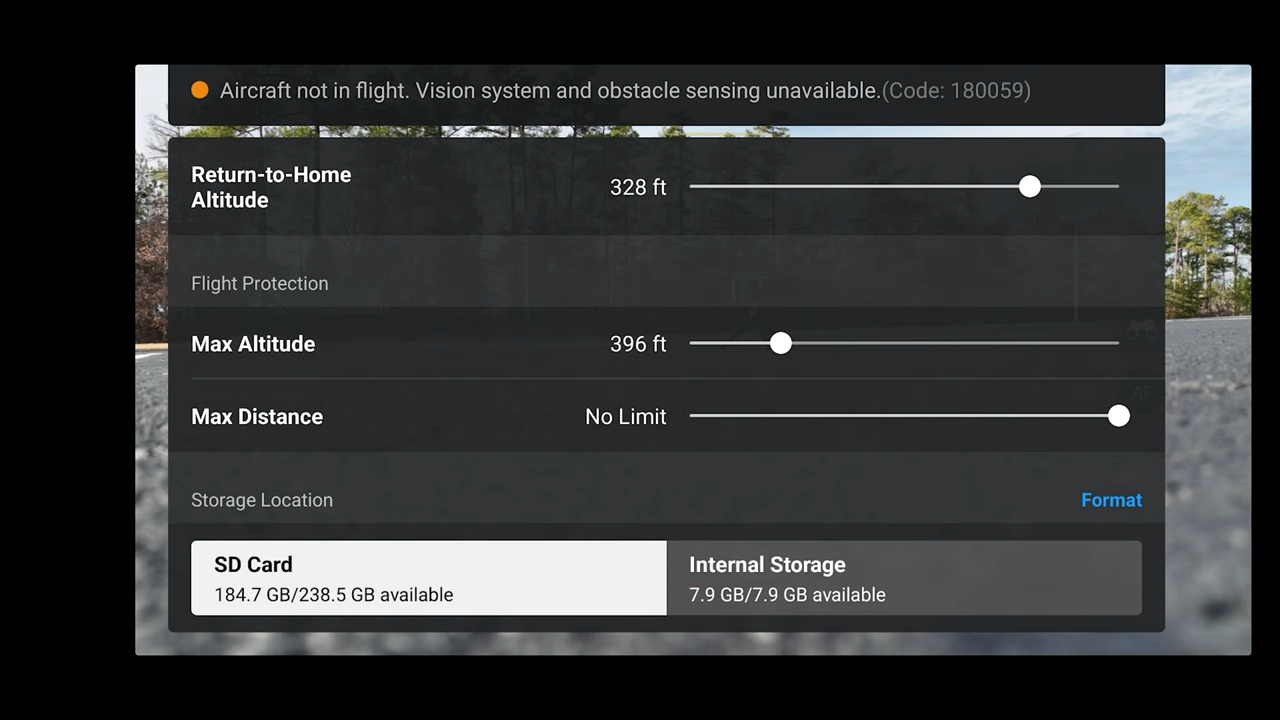 Aircraft not in flight. Vision system and obstacle sensing unavailable.(Code: 180059)
Return-to-Home
Altitude
328 ft
Flight Protection
Max Altitude
396 ft
AF
Max Distance
No Limit
Storage Location
Format
SD Card
184.7 GB/238.5 GB available
Internal Storage
7.9 GB/7.9 GB available